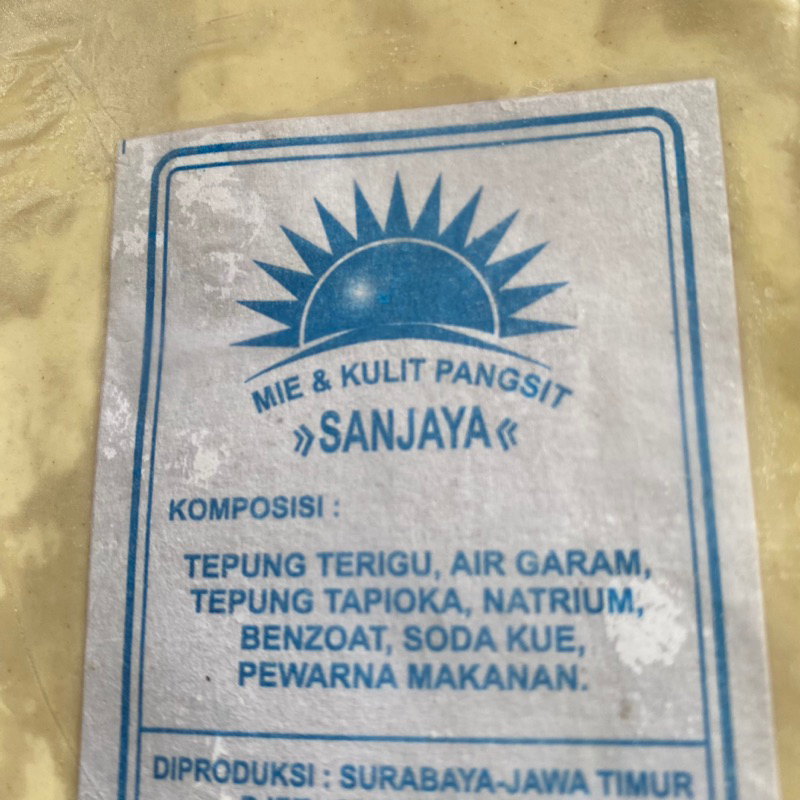 MIE & KULIT PANGSIT
»SANJAYA«
KOMPOSISI :
TEPUNG TERIGU, AIR GARAM,
TEPUNG TAPIOKA, NATRIUM,
BENZOAT, SODA KUE,
PEWARNA MAKANAN.
DIPRODUKSI : SURABAYA-JAWA TIMUR